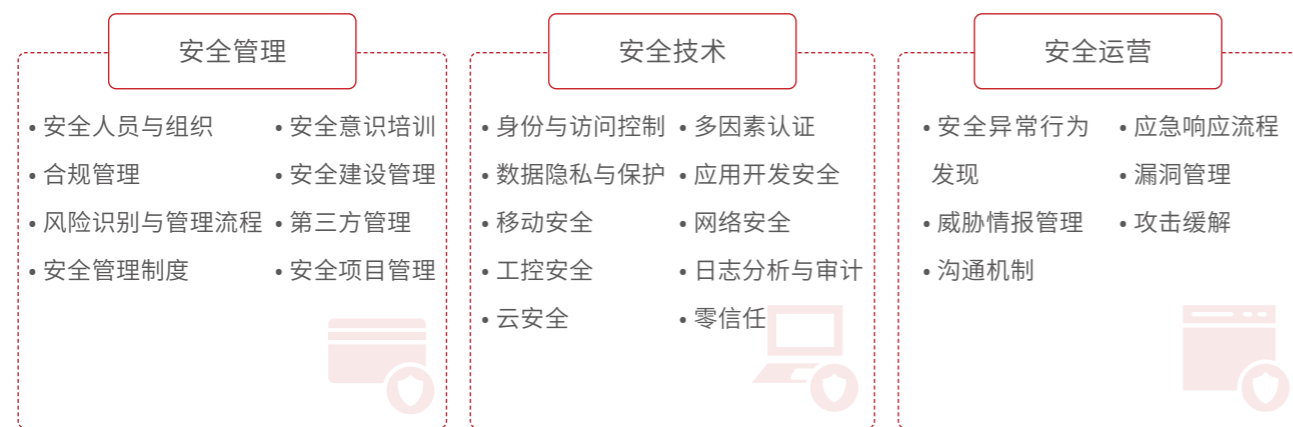 安全管理
• 安全人员与组织
• 合规管理
• 风险识别与管理流程
• 安全管理制度
• 安全意识培训
• 安全建设管理
• 第三方管理
• 安全项目管理
安全技术
• 身份与访问控制
• 数据隐私与保护
• 移动安全
• 工控安全
• 云安全
• 多因素认证
• 应用开发安全
• 网络安全
• 日志分析与审计
• 零信任
安全运营
• 安全异常行为
发现
• 威胁情报管理
• 沟通机制
• 应急响应流程
• 漏洞管理
• 攻击缓解